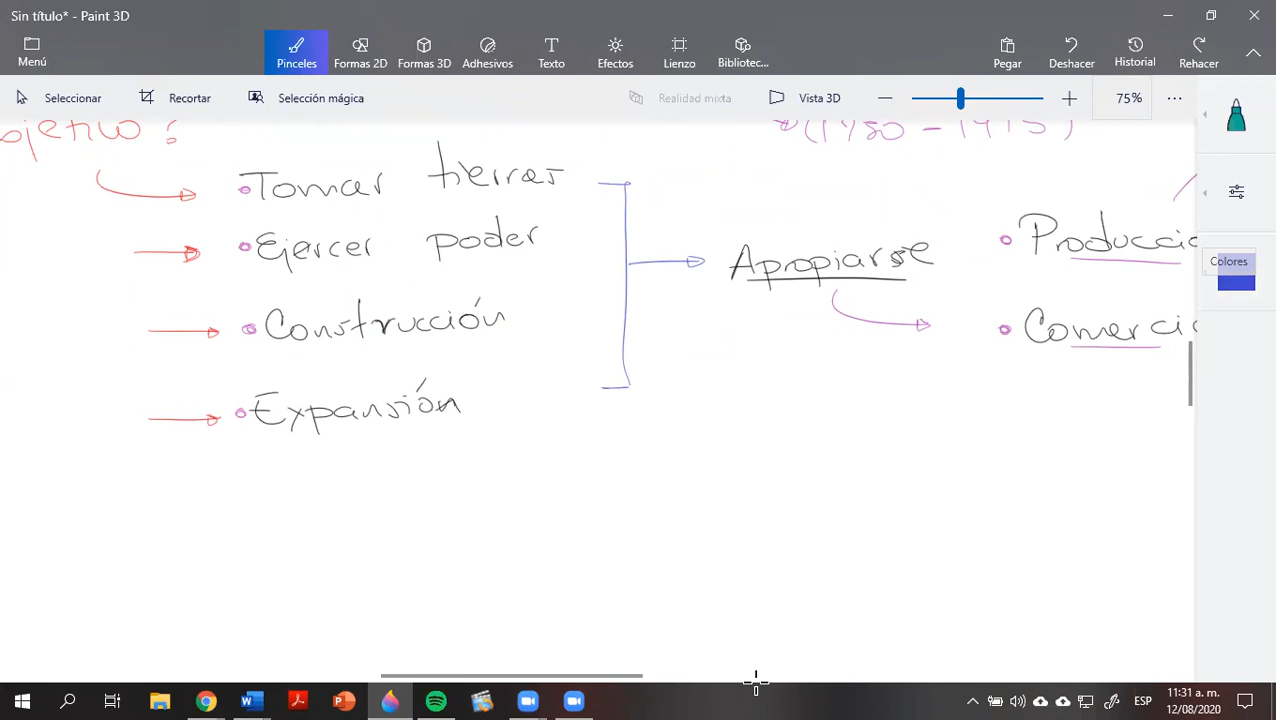 Sin título* - Paint 3D
Menú
Pinceles
Formas 2D
Formas 3D
Adhesivos
Texto
Efectos
Lienzo
Bibliotec...
Pegar
Deshacer
Historial
Rehacer
Seleccionar
Recortar
Selección mágica
Realidad mixta
Vista 3D
75%
Colores
Tomar tierras
Ejercer poder
Construcción
Expansión
Apropiarse
Producció
Comerci
ESP
11:31 a. m.
12/08/2020